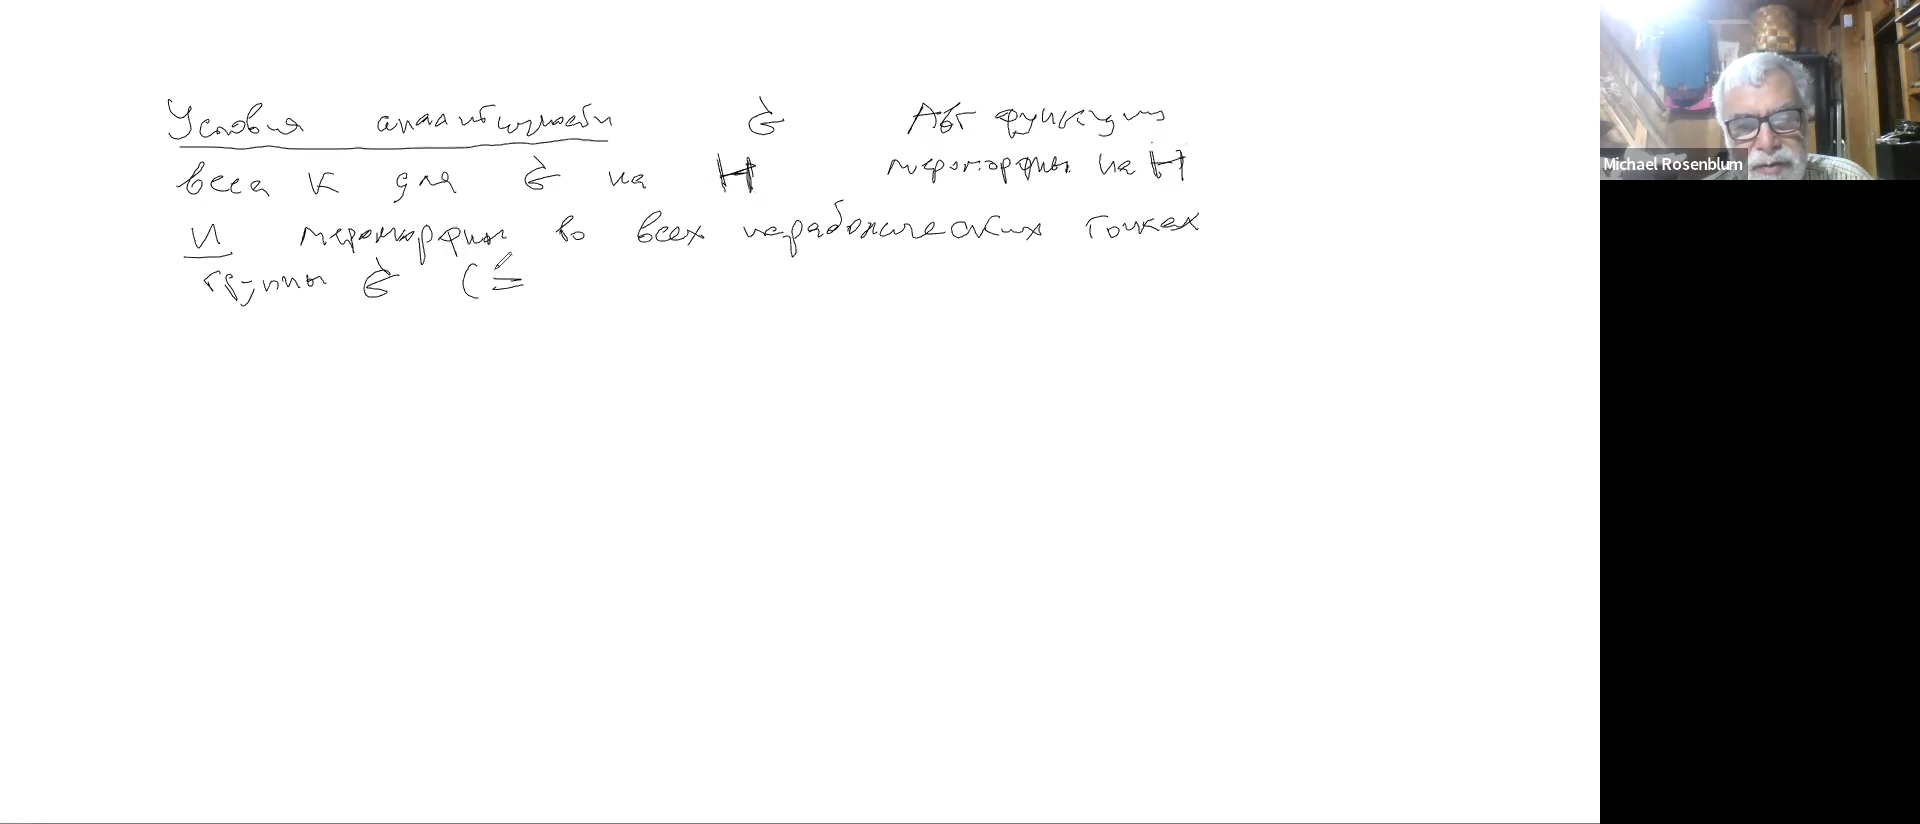 Условия аналитичности G Авт функции
веса k для G на H мероморфны на H
И мероморфны во всех параболических точках
группы G ( =
Michael Rosenblum